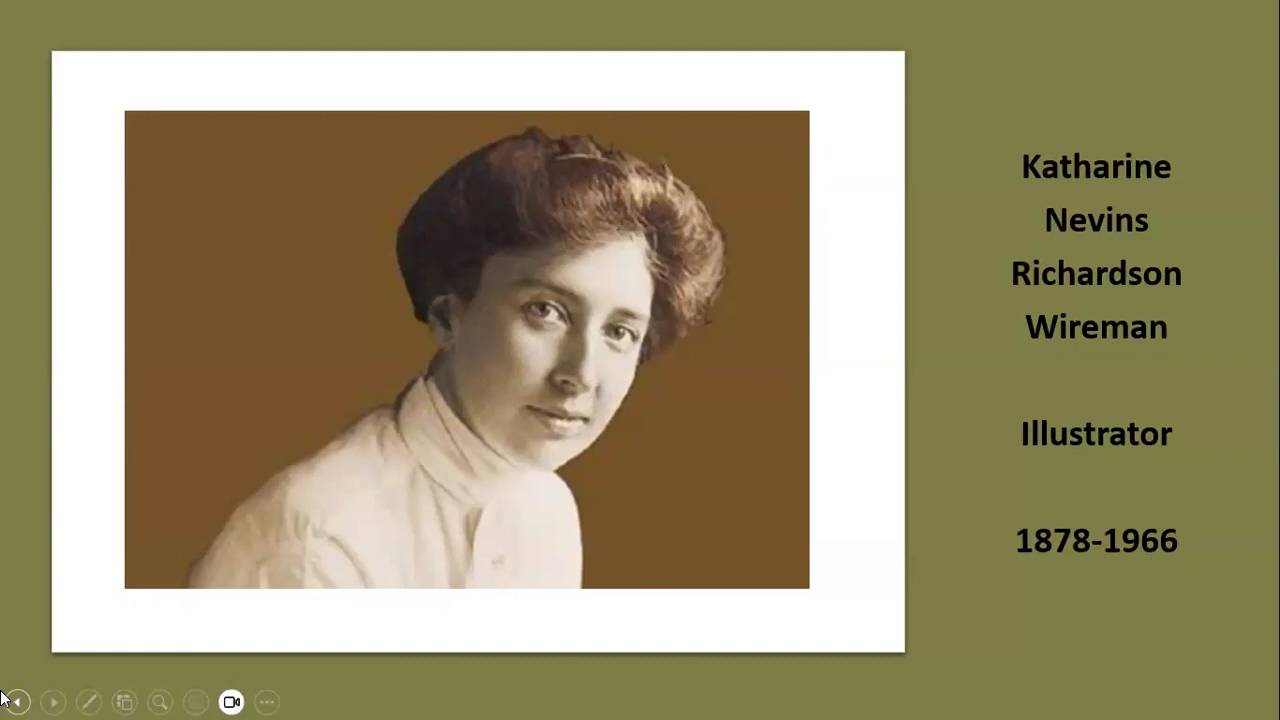 Katharine
Nevins
Richardson
Wireman
Illustrator
1878-1966